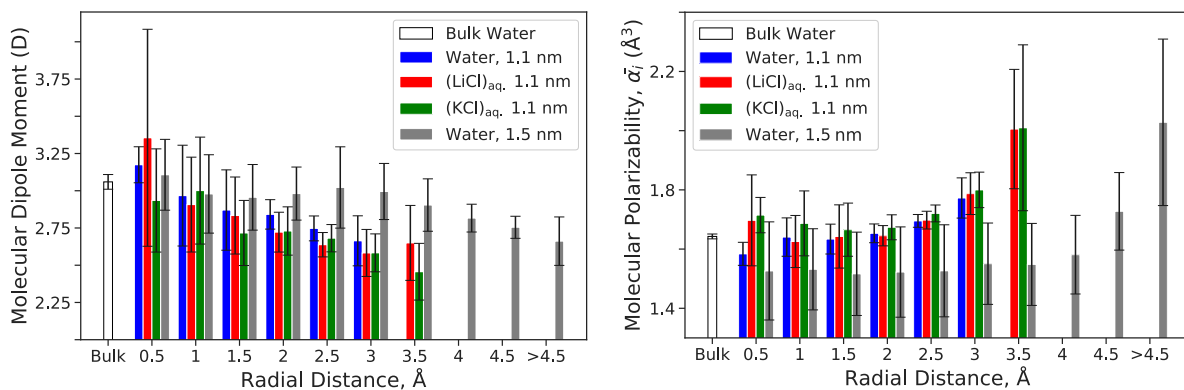 Molecular Dipole Moment (D)
3.75
3.25
2.75
2.25
Bulk Water
Water, 1.1 nm
(LiCl)aq. 1.1 nm
(KCl)aq. 1.1 nm
Water, 1.5 nm
Bulk 0.5 1 1.5 2 2.5 3 3.5 4 4.5 >4.5
Radial Distance, Å
Molecular Polarizability, ᾱᵢ (Å³)
2.2
1.8
1.4
Bulk Water
Water, 1.1 nm
(LiCl)aq. 1.1 nm
(KCl)aq. 1.1 nm
Water, 1.5 nm
Bulk 0.5 1 1.5 2 2.5 3 3.5 4 4.5 >4.5
Radial Distance, Å